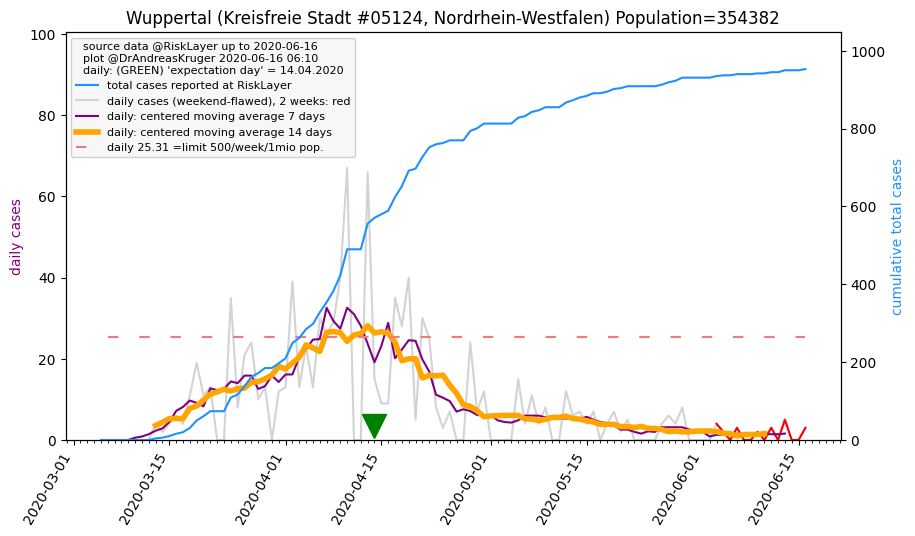 Wuppertal (Kreisfreie Stadt #05124, Nordrhein-Westfalen) Population=354382
source data @RiskLayer up to 2020-06-16
plot @DrAndreasKruger 2020-06-16 06:10
daily: (GREEN) 'expectation day' = 14.04.2020
total cases reported at RiskLayer
daily cases (weekend-flawed), 2 weeks: red
daily: centered moving average 7 days
daily: centered moving average 14 days
daily 25.31 =limit 500/week/1mio pop.
daily cases
100
80
60
40
20
0
cumulative total cases
1000
800
600
400
200
0
2020-03-01
2020-03-15
2020-04-01
2020-04-15
2020-05-01
2020-05-15
2020-06-01
2020-06-15